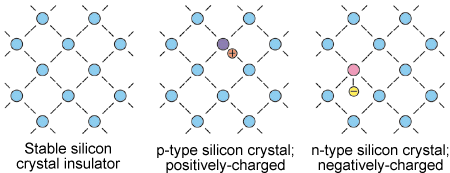 +
−
Stable silicon
crystal insulator
p-type silicon crystal;
positively-charged
n-type silicon crystal;
negatively-charged